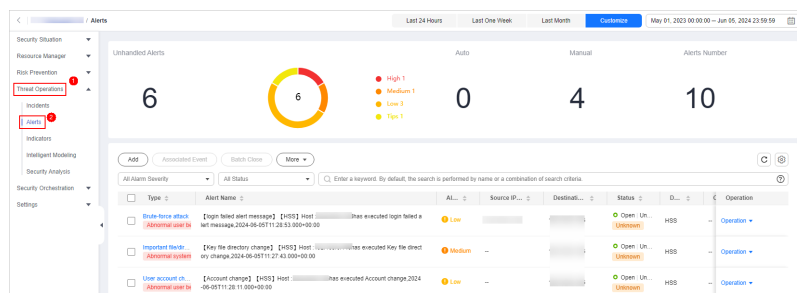 / Alerts
Last 24 Hours
Last One Week
Last Month
Customize
May 01, 2023 00:00:00 – Jun 05, 2024 23:59:59
Security Situation
Resource Manager
Risk Prevention
1
Threat Operations
Incidents
2
Alerts
Indicators
Intelligent Modeling
Security Analysis
Security Orchestration
Settings
Unhandled Alerts
Auto
Manual
Alerts Number
6
6
High 1
Medium 1
Low 3
Tips 1
0
4
10
Add
Associated Event
Batch Close
More
All Alarm Severity
All Status
Enter a keyword. By default, the search is performed by name or a combination of search criteria.
Type
Alert Name
Al...
Source IP...
Destinati...
Status
D...
Operation
Brute-force attack
Abnormal user be
【login failed alert message】【HSS】Host : has executed login failed a
lert message,2024-06-05T11:28:53.000+00:00
Low
Open Un...
Unknown
HSS
–
Operation
Important file/dir...
Abnormal system
【Key file directory change】【HSS】Host : has executed Key file direct
ory change,2024-06-05T11:27:43.000+00:00
Medium
–
Open Un...
Unknown
HSS
–
Operation
User account ch...
Abnormal user be
【Account change】【HSS】Host : has executed Account change,2024
-06-05T11:28:11.000+00:00
Low
–
Open Un...
Unknown
HSS
–
Operation